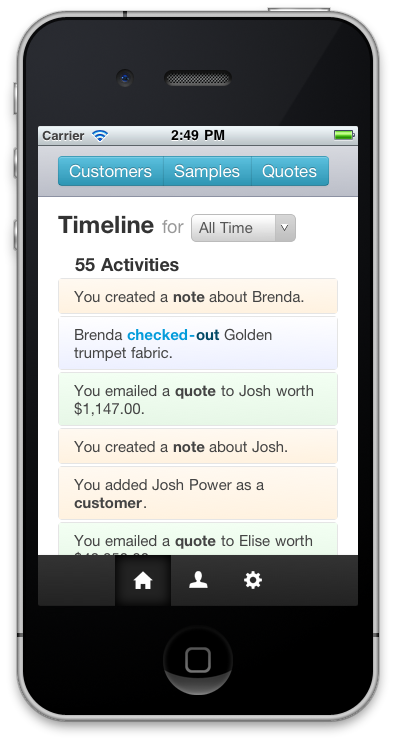 Carrier 2:49 PM
Customers Samples Quotes
Timeline for All Time
55 Activities
You created a note about Brenda.
Brenda checked-out Golden
trumpet fabric.
You emailed a quote to Josh worth
$1,147.00.
You created a note about Josh.
You added Josh Power as a
customer.
You emailed a quote to Elise worth